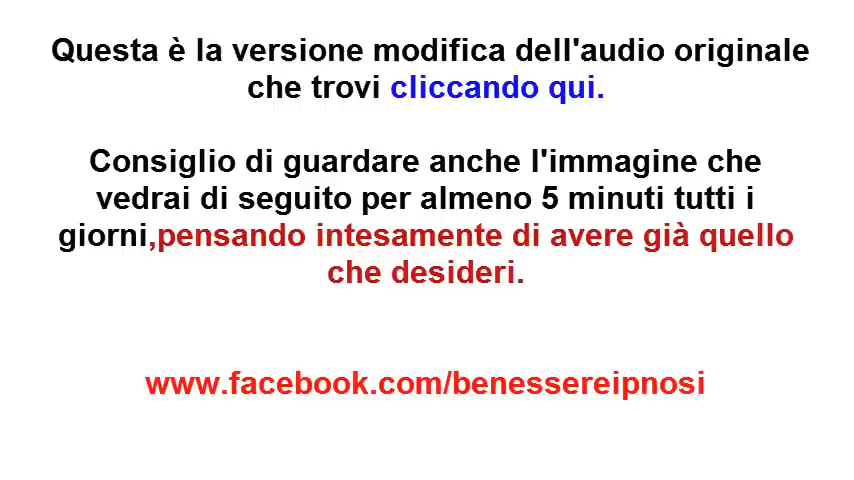 Questa è la versione modifica dell'audio originale
che trovi cliccando qui.
Consiglio di guardare anche l'immagine che
vedrai di seguito per almeno 5 minuti tutti i
giorni,pensando intesamente di avere già quello
che desideri.
www.facebook.com/benessereipnosi